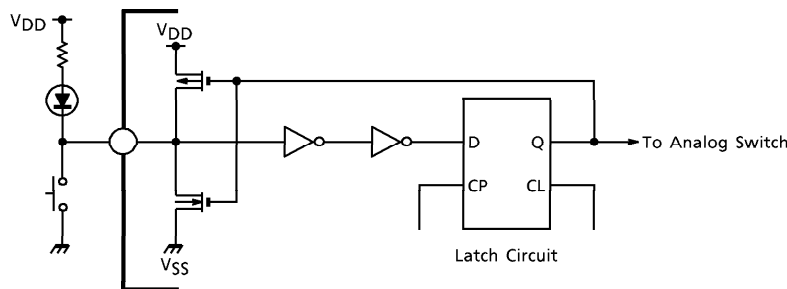 VDD
VDD
D
Q
To Analog Switch
CP
CL
Latch Circuit
VSS